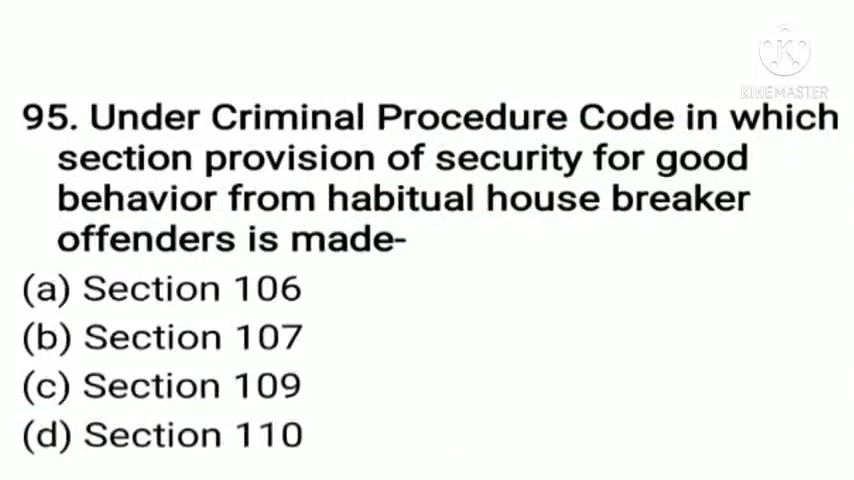 KINEMASTER
95. Under Criminal Procedure Code in which
section provision of security for good
behavior from habitual house breaker
offenders is made-
(a) Section 106
(b) Section 107
(c) Section 109
(d) Section 110